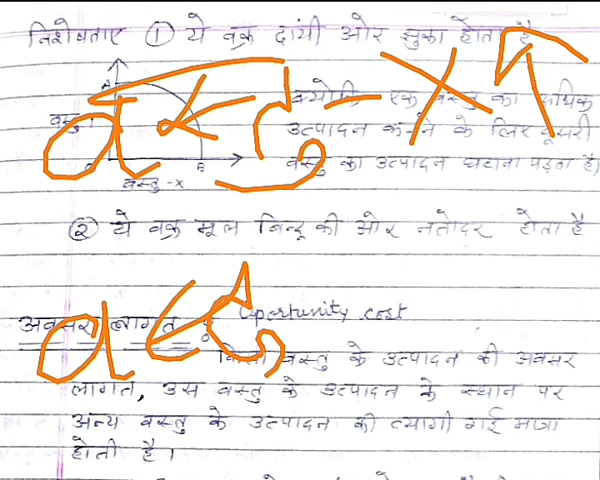 विशेषताए ① ये वक्र दायी ओर झुका होता है
क्योकि एक वस्तु का अधिक
उत्पादन करने के लिए दूसरी
वस्तु का उत्पादन घटाना पड़ता है।
वस्तु
वस्तु-x
B
② ये वक्र मूल बिन्दू की ओर नतोदर होता है
अवसर लागत : Oportunity cost
किसी वस्तु के उत्पादन की अवसर
लागत, उस वस्तु के उत्पादन के स्थान पर
अन्य वस्तु के उत्पादन की त्यागी गई मात्रा
होती है।